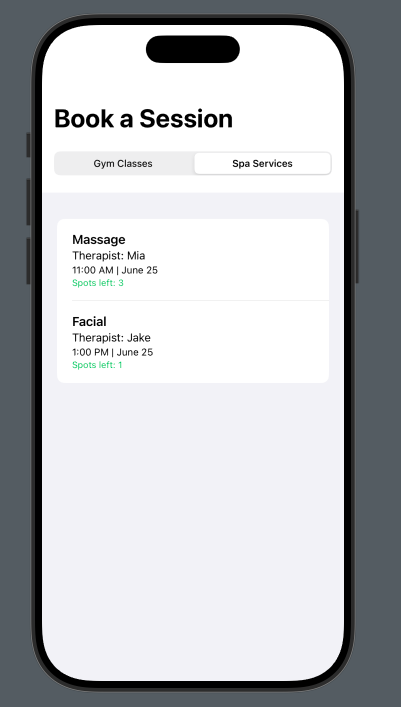 Book a Session
Gym Classes
Spa Services
Massage
Therapist: Mia
11:00 AM | June 25
Spots left: 3
Facial
Therapist: Jake
1:00 PM | June 25
Spots left: 1